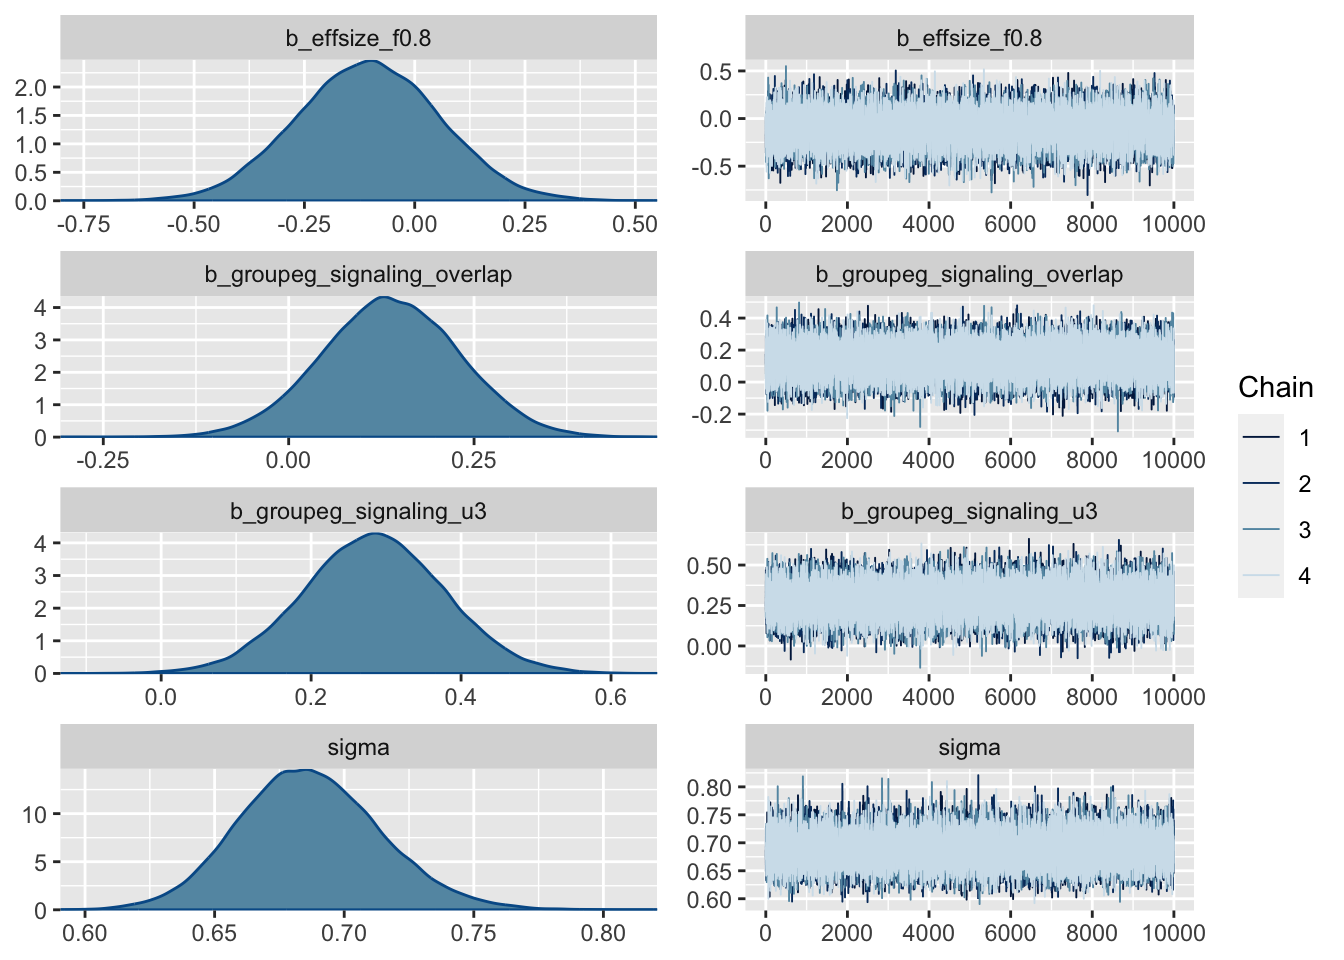 b_effsize_f0.8
b_effsize_f0.8
2.0
1.5
1.0
0.5
0.0
-0.75 -0.50 -0.25 0.00 0.25 0.50
0.5
0.0
-0.5
0 2000 4000 6000 8000 10000
b_groupeg_signaling_overlap
b_groupeg_signaling_overlap
4
3
2
1
0
-0.25 0.00 0.25
0.4
0.2
0.0
-0.2
0 2000 4000 6000 8000 10000
b_groupeg_signaling_u3
b_groupeg_signaling_u3
4
3
2
1
0
0.0 0.2 0.4 0.6
0.50
0.25
0.00
0 2000 4000 6000 8000 10000
sigma
sigma
10
5
0
0.60 0.65 0.70 0.75 0.80
0.80
0.75
0.70
0.65
0.60
0 2000 4000 6000 8000 10000
Chain
1
2
3
4